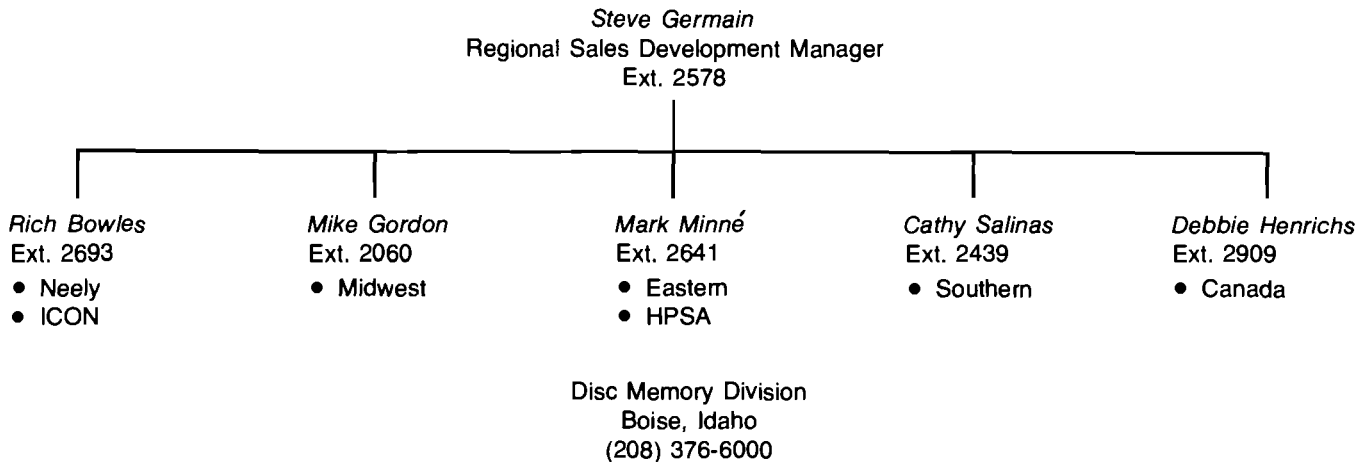 Steve Germain
Regional Sales Development Manager
Ext. 2578
Rich Bowles
Ext. 2693
• Neely
• ICON
Mike Gordon
Ext. 2060
• Midwest
Mark Minné
Ext. 2641
• Eastern
• HPSA
Cathy Salinas
Ext. 2439
• Southern
Debbie Henrichs
Ext. 2909
• Canada
Disc Memory Division
Boise, Idaho
(208) 376-6000